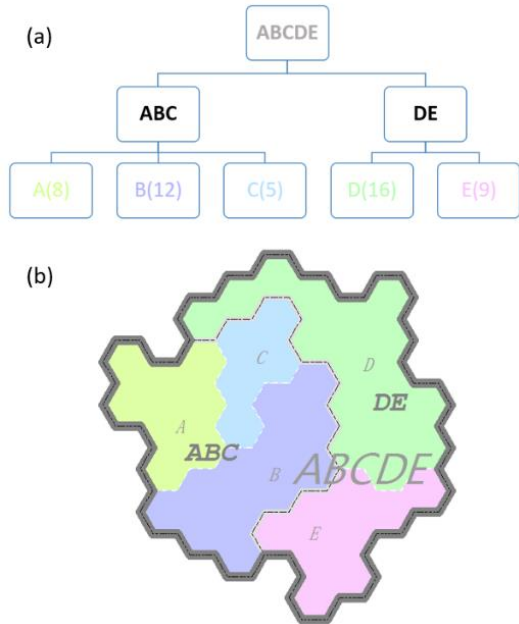 (a)
ABCDE
ABC DE
A(8) B(12) C(5) D(16) E(9)
(b)
C
D
DE
A
ABC
B
ABCDE
E